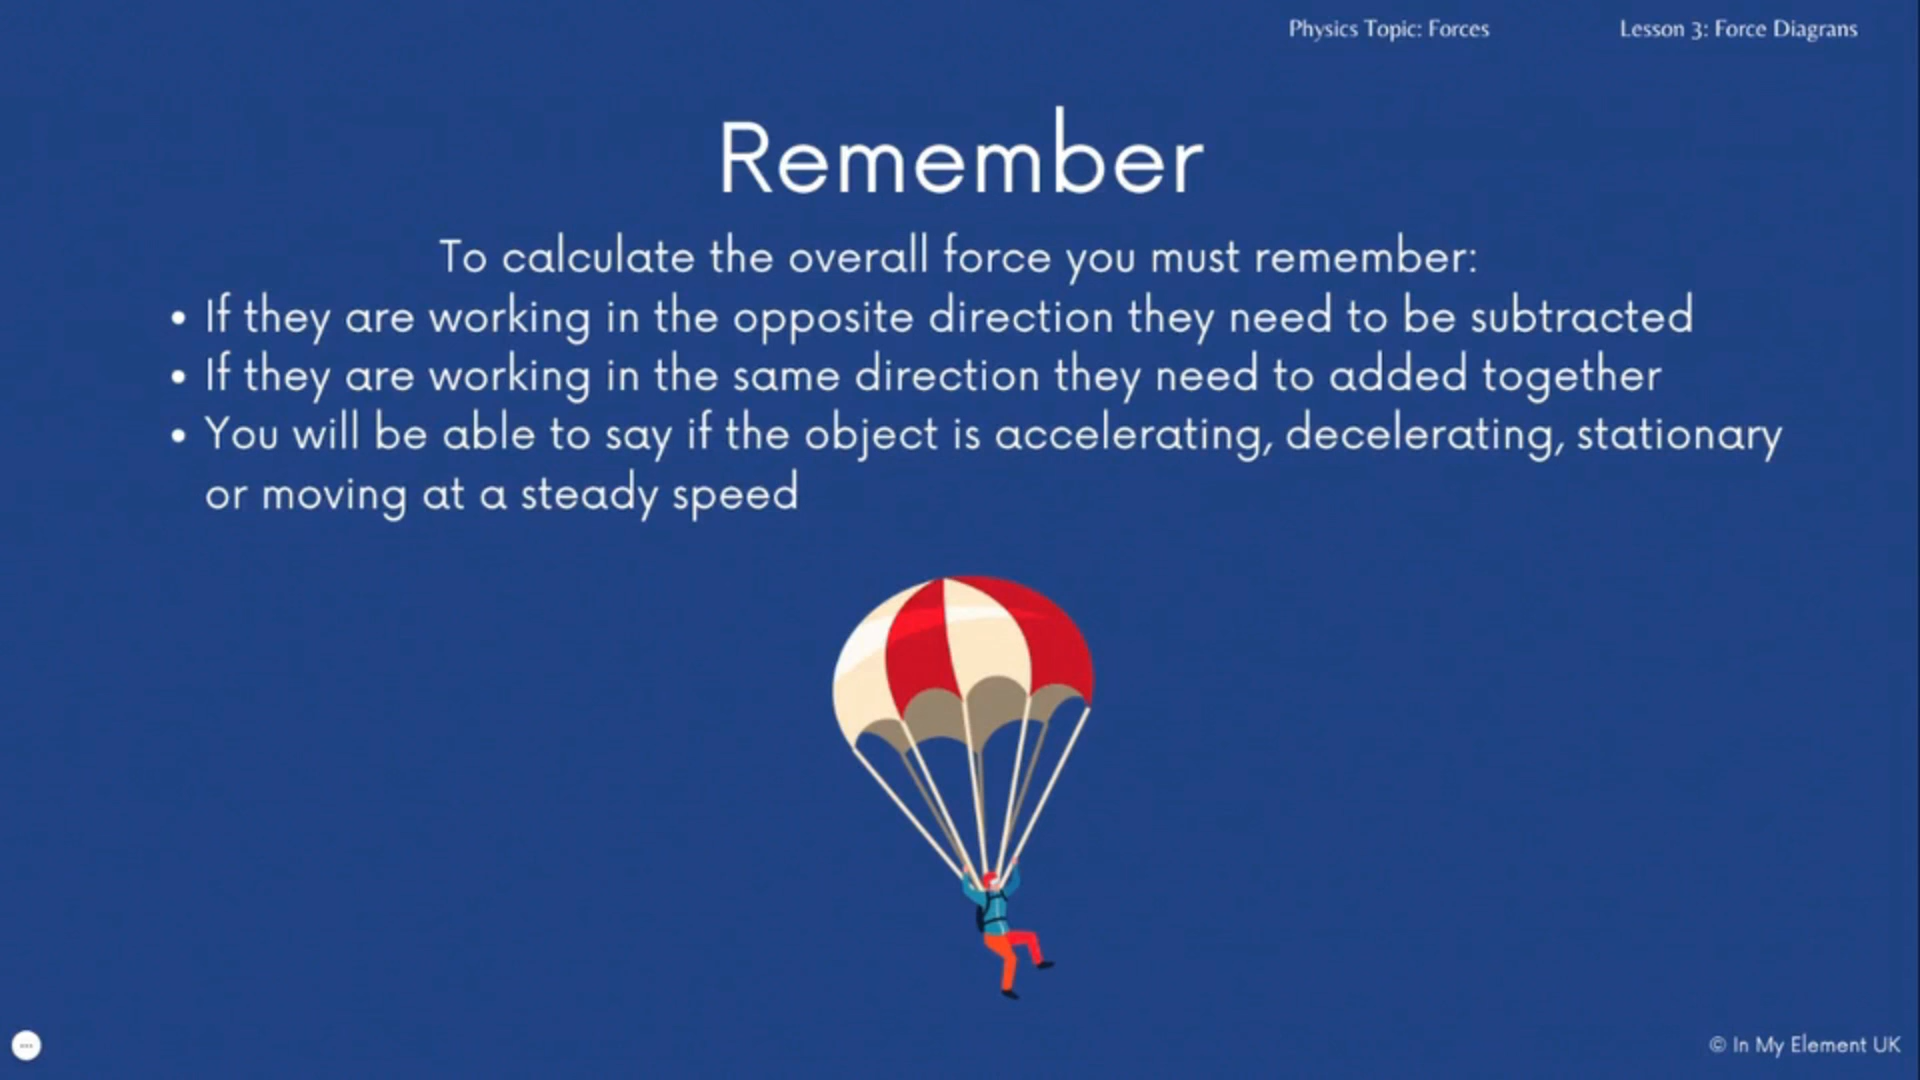 Physics Topic: Forces
Lesson 3: Force Diagrans
Remember
To calculate the overall force you must remember:
• If they are working in the opposite direction they need to be subtracted
• If they are working in the same direction they need to added together
• You will be able to say if the object is accelerating, decelerating, stationary
or moving at a steady speed
© In My Element UK